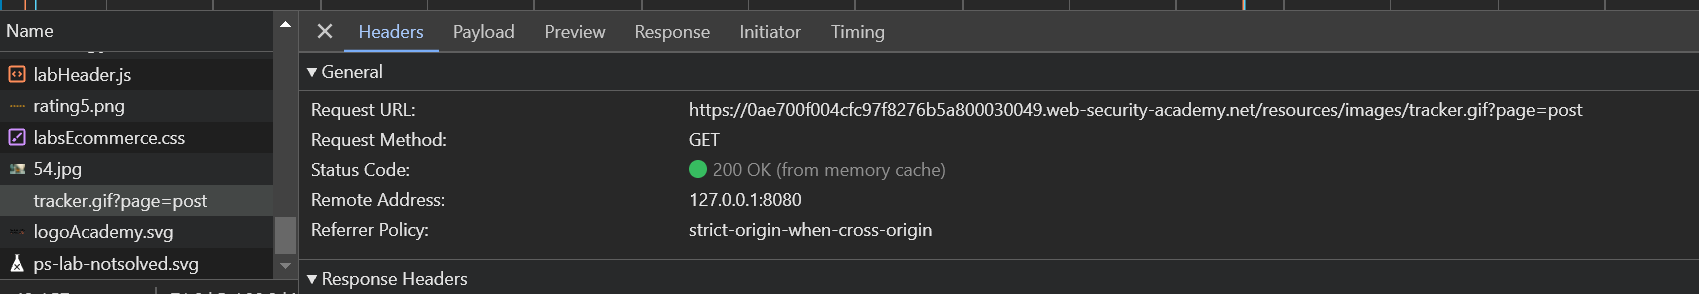 Name
labHeader.js
rating5.png
labsEcommerce.css
54.jpg
tracker.gif?page=post
logoAcademy.svg
ps-lab-notsolved.svg
Headers Payload Preview Response Initiator Timing
General
Request URL: https://0ae700f004cfc97f8276b5a800030049.web-security-academy.net/resources/images/tracker.gif?page=post
Request Method: GET
Status Code: 200 OK (from memory cache)
Remote Address: 127.0.0.1:8080
Referrer Policy: strict-origin-when-cross-origin
Response Headers